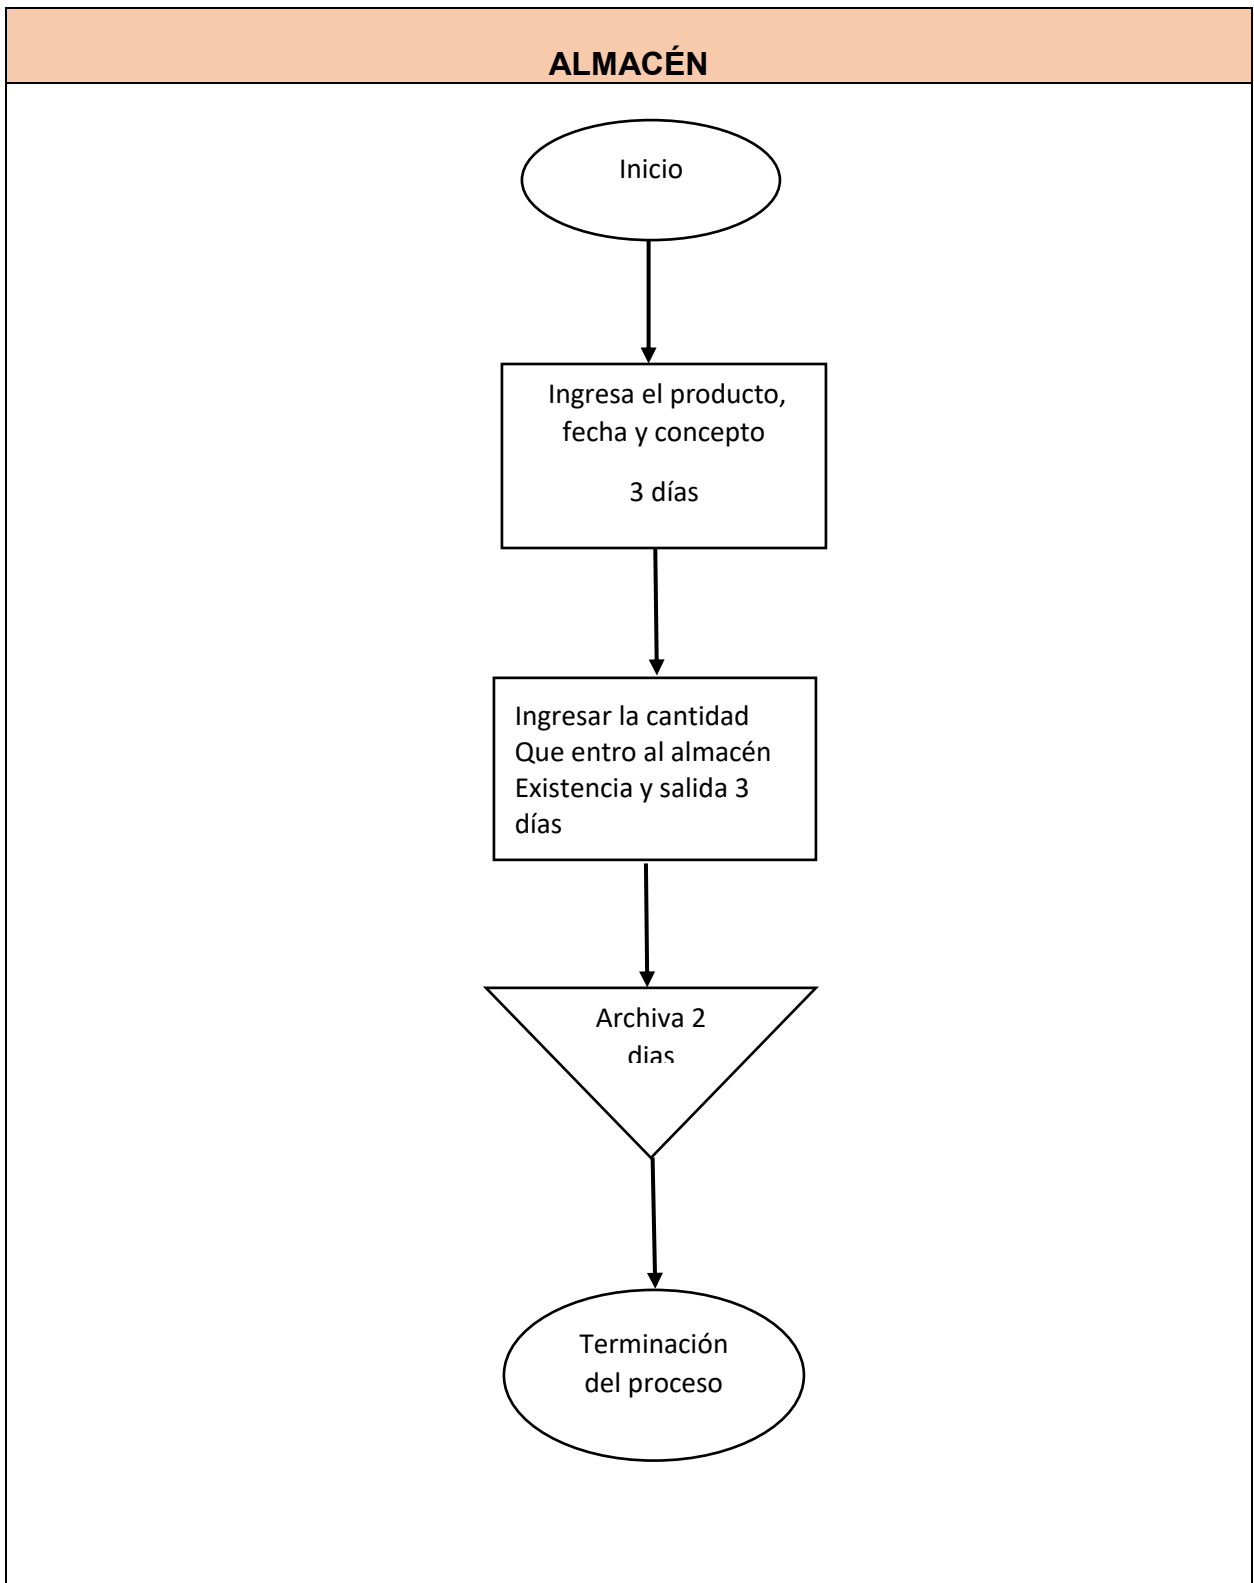 ALMACÉN
Inicio
Ingresa el producto,
fecha y concepto
3 días
Ingresar la cantidad
Que entro al almacén
Existencia y salida 3
días
Archiva 2
dias
Terminación
del proceso